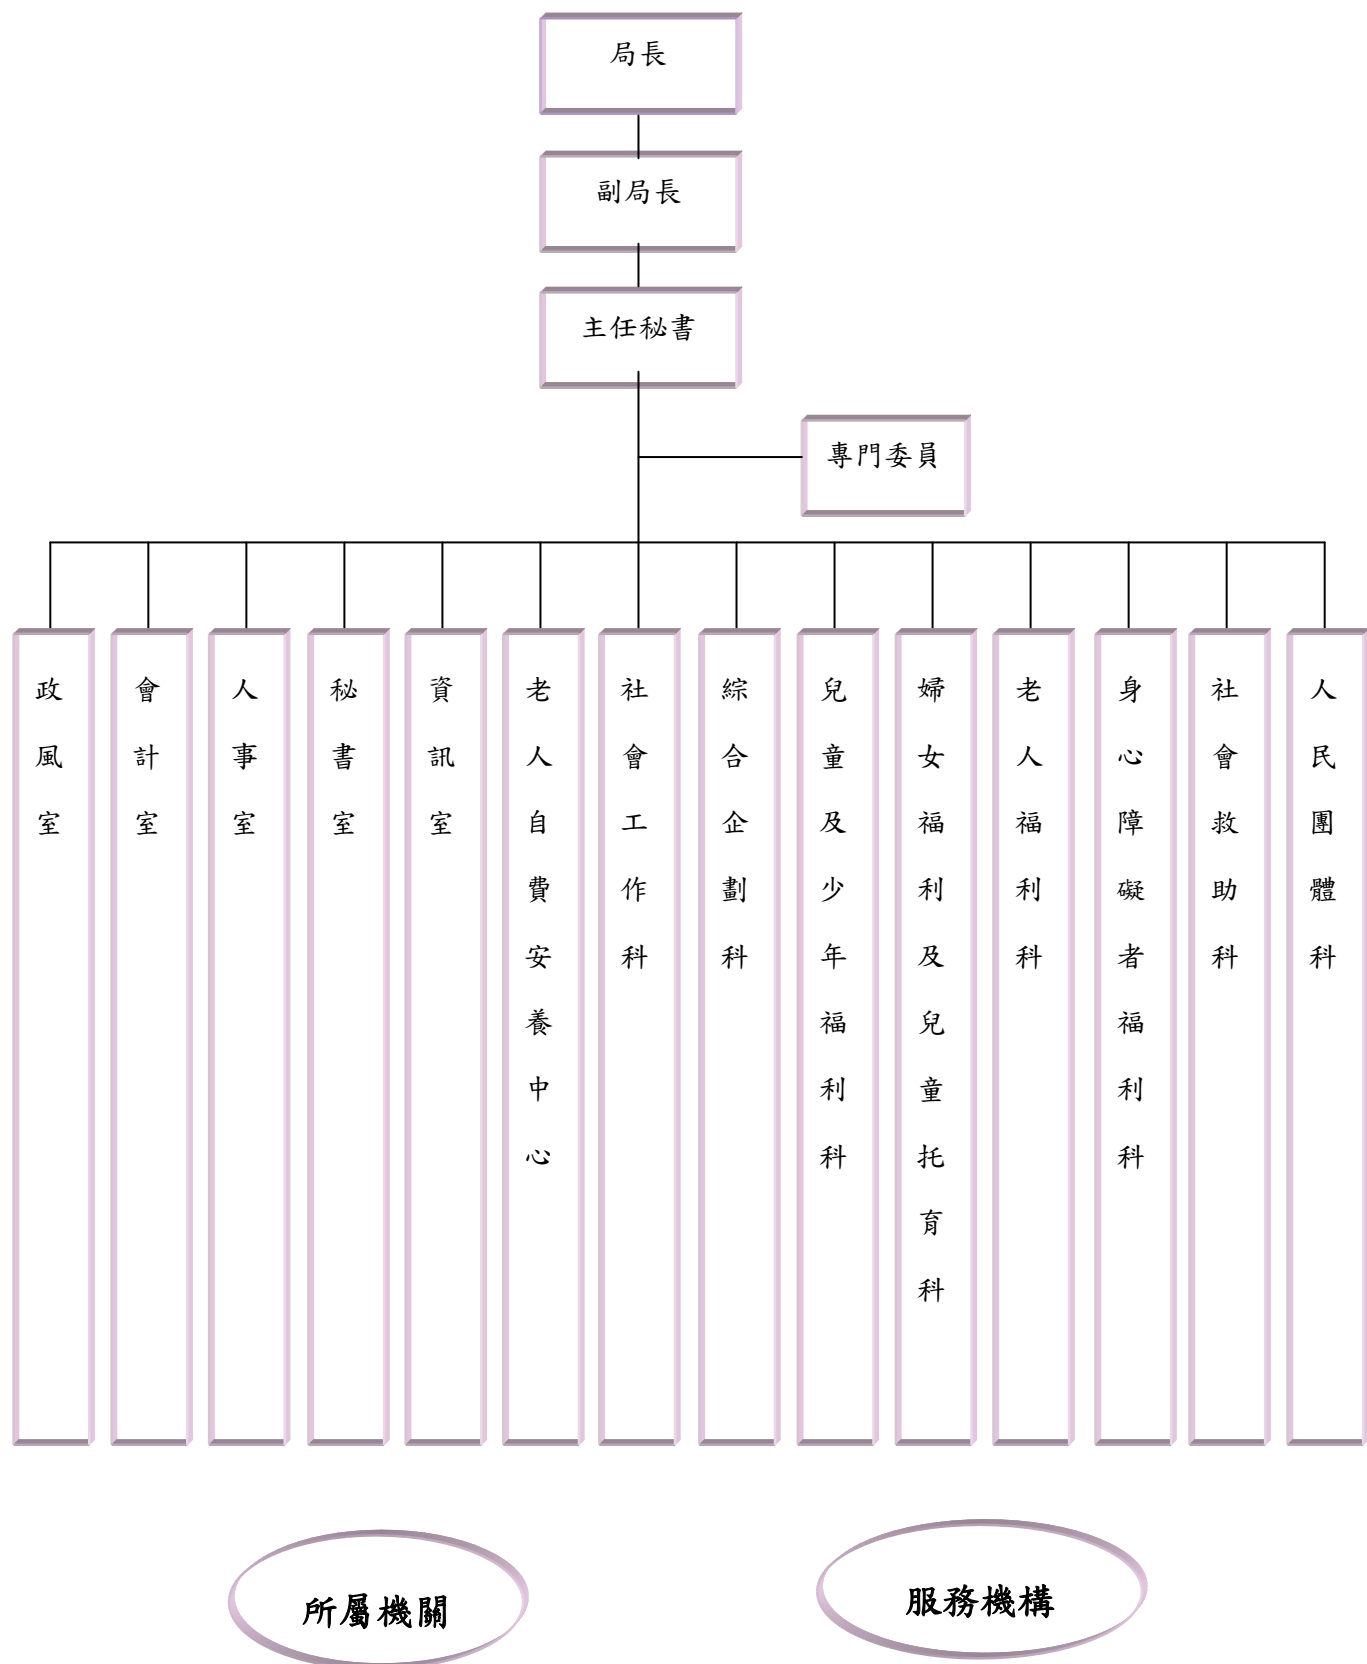 局長
副局長
主任秘書
專門委員
政風室
會計室
人事室
秘書室
資訊室
老人自費安養中心
社會工作科
綜合企劃科
兒童及少年福利科
婦女福利及兒童托育科
老人福利科
身心障礙者福利科
社會救助科
人民團體科
所屬機關
服務機構